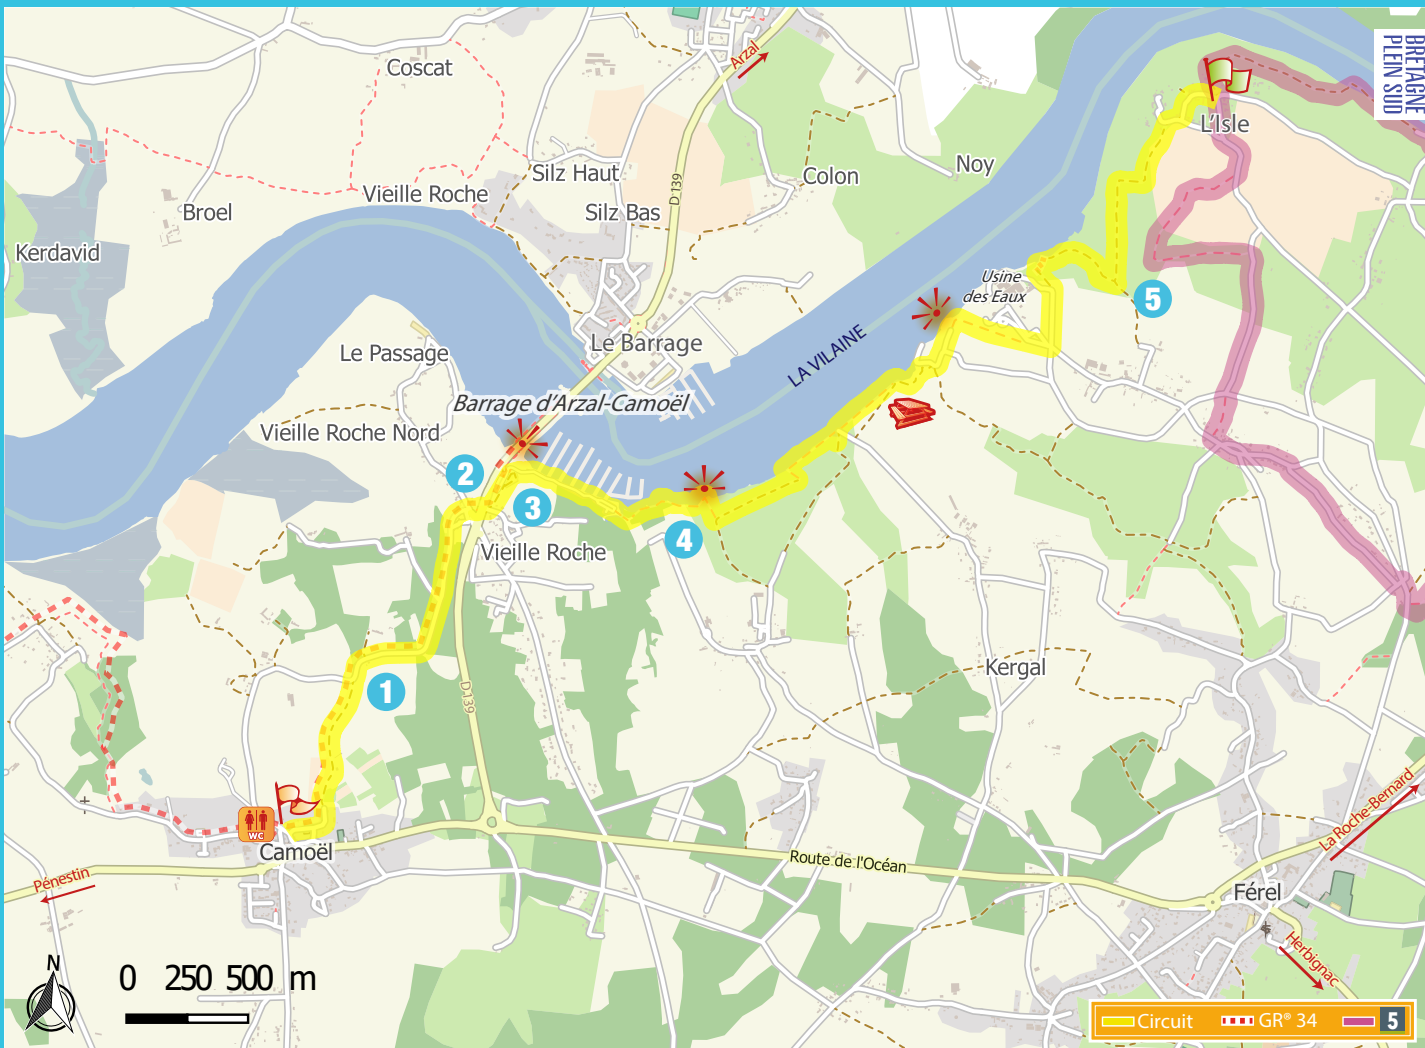 BRETAGNE
PLEIN SUD
Coscat
Arzal
L'Isle
Silz Haut
Noy
Colon
Vieille Roche
D 139
Broel
Silz Bas
Kerdavid
Usine
des Eaux
5
Le Barrage
LA VILAINE
Le Passage
Barrage d'Arzal-Camoël
Vieille Roche Nord
2
3
4
Vieille Roche
Kergal
1
D 139
WC
Camoël
La Roche-Bernard
Route de l'Océan
Pénestin
Férel
Herbignac
N
0 250 500 m
Circuit GR® 34 5